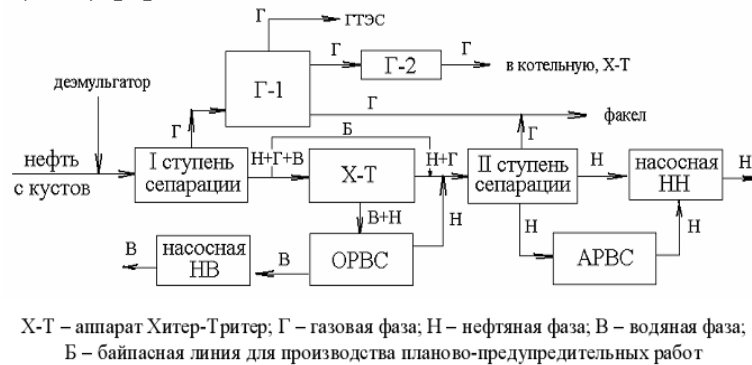 Г
ГТЭС
Г
Г
Г-2
в котельную, Х-Т
Г-1
деэмульгатор
Г
факел
Г
Б
Г
нефть
с кустов
I ступень
сепарации
Н+Г+В
Х-Т
Н+Г
II ступень
сепарации
Н
насосная
НН
Н
В+Н
Н
Н
Н
В
насосная
НВ
В
ОРВС
АРВС
Х-Т – аппарат Хитер-Тритер; Г – газовая фаза; Н – нефтяная фаза; В – водяная фаза;
Б – байпасная линия для производства планово-предупредительных работ